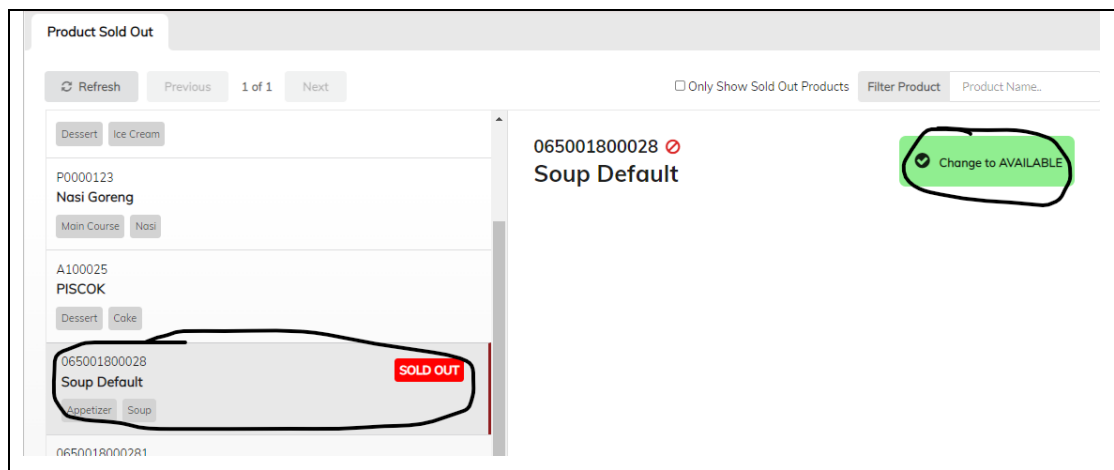 Product Sold Out
Refresh Previous 1 of 1 Next Only Show Sold Out Products Filter Product Product Name..
Dessert Ice Cream
P0000123
Nasi Goreng
Main Course Nasi
A100025
PISCOK
Dessert Cake
065001800028
Soup Default
SOLD OUT
Appetizer Soup
0650018000281
065001800028
Soup Default
Change to AVAILABLE